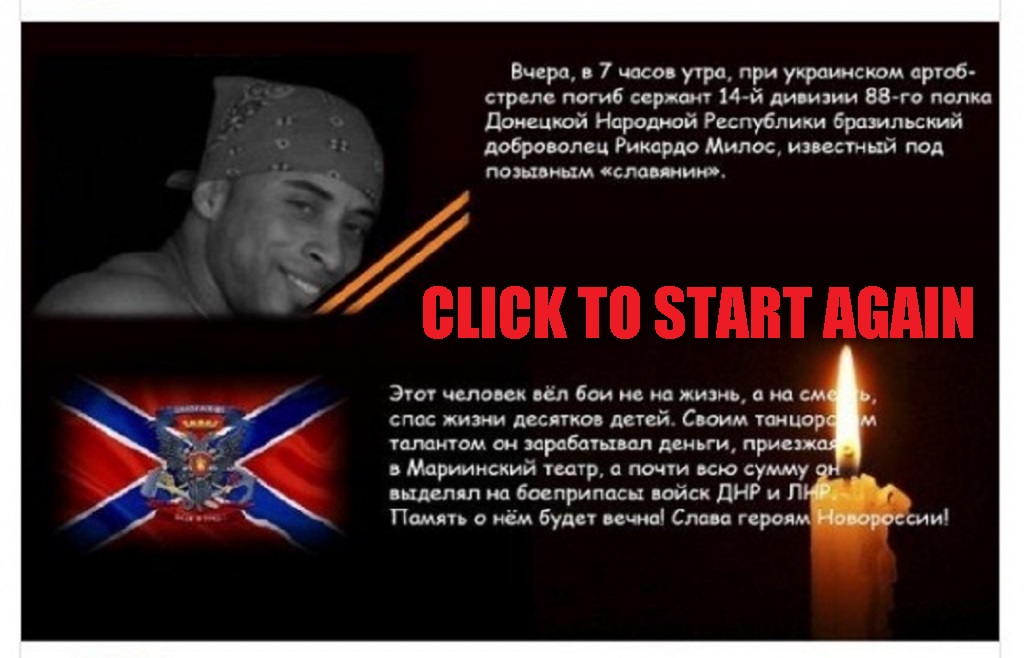 Вчера, в 7 часов утра, при украинском артоб-
стреле погиб сержант 14-й дивизии 88-го полка
Донецкой Народной Республики бразильский
доброволец Рикардо Милос, известный под
позывным «славянин».
CLICK TO START AGAIN
Этот человек вёл бои не на жизнь, а на смерть,
спас жизни десятков детей. Своим танцорским
талантом он зарабатывал деньги, приезжая
в Мариинский театр, а почти всю сумму он
выделял на боеприпасы войск ДНР и ЛНР.
Память о нём будет вечна! Слава героям Новороссии!